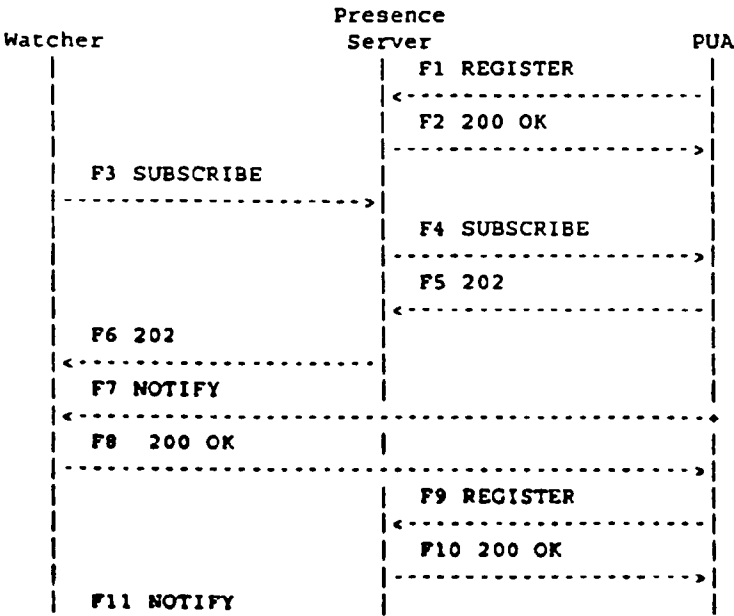 Presence
Watcher Server PUA
F1 REGISTER
F2 200 OK
F3 SUBSCRIBE
F4 SUBSCRIBE
F5 202
F6 202
F7 NOTIFY
F8 200 OK
F9 REGISTER
F10 200 OK
F11 NOTIFY